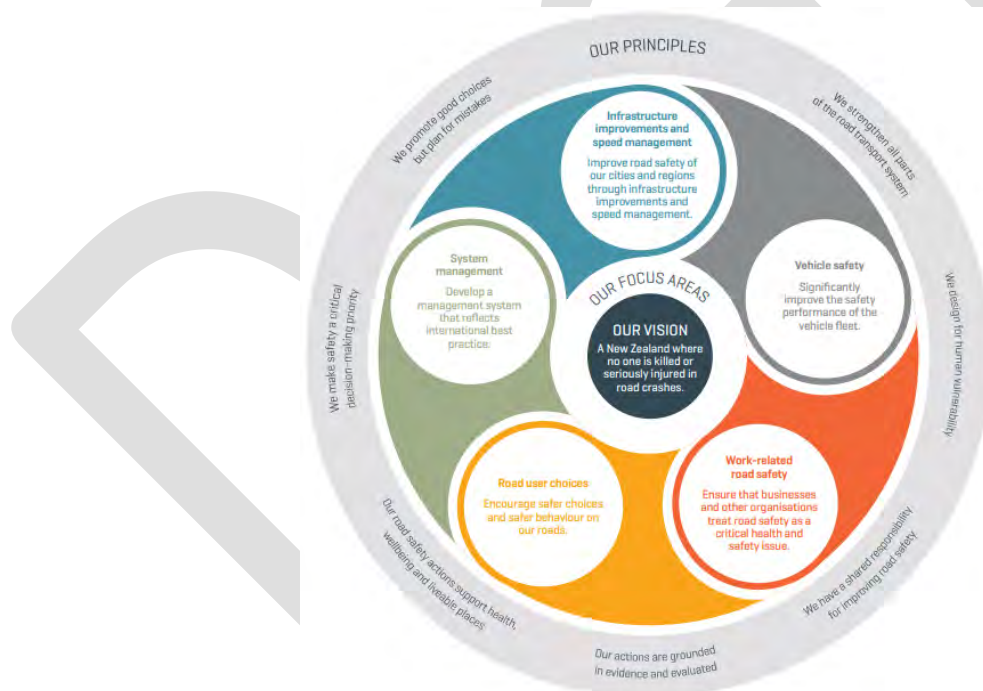 OUR PRINCIPLES
We promote good choices
but plan for mistakes
We strengthen all parts
of the road transport system
We design for human vulnerability
We have a shared responsibility
for improving road safety
Our actions are grounded
in evidence and evaluated
Our road safety actions support health,
wellbeing and liveable places
We make safety a critical
decision-making priority
Infrastructure
improvements and
speed management
Improve road safety of
our cities and regions
through infrastructure
improvements and
speed management.
Vehicle safety
Significantly
improve the safety
performance of the
vehicle fleet.
Work-related
road safety
Ensure that businesses
and other organisations
treat road safety as a
critical health and
safety issue.
Road user choices
Encourage safer choices
and safer behaviour on
our roads.
System
management
Develop a
management system
that reflects
international best
practice.
OUR FOCUS AREAS
OUR VISION
A New Zealand where
no one is killed or
seriously injured in
road crashes.